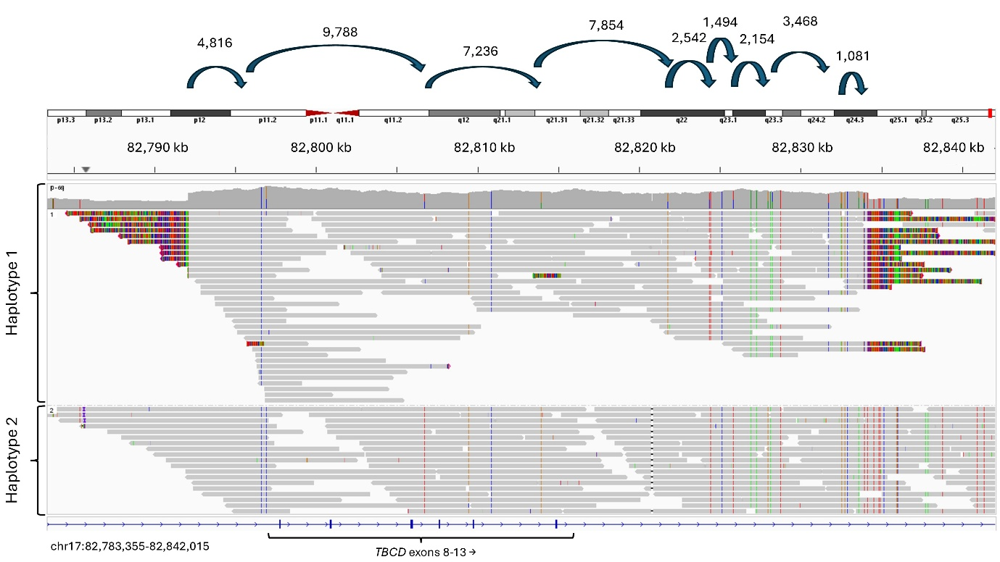 1,494
3,468
7,854
9,788
2,542
2,154
4,816
7,236
1,081
p13.3 p13.2 p13.1 p12 p11.2 p11.1 q11.1 q11.2 q12 q21.1 q21.31 q21.32 q21.33 q22 q23.1 q23.3 q24.2 q24.3 q25.1 q25.2 q25.3
82,790 kb 82,800 kb 82,810 kb 82,820 kb 82,830 kb 82,840 kb
1
Haplotype 1
2
Haplotype 2
chr17:82,783,355-82,842,015
TBCD exons 8-13 →